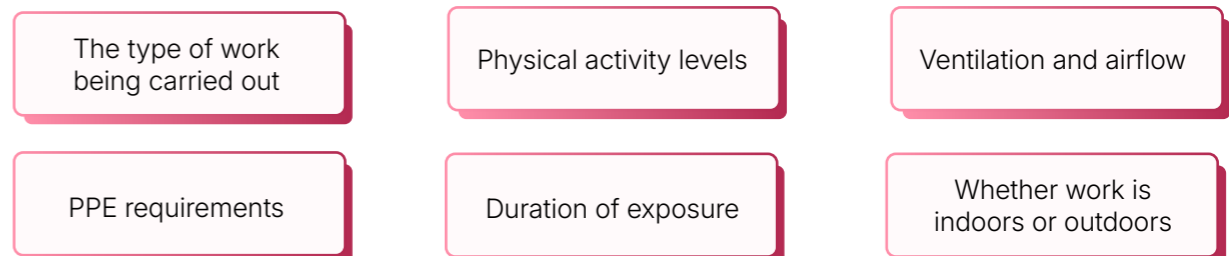 The type of work
being carried out
Physical activity levels
Ventilation and airflow
PPE requirements
Duration of exposure
Whether work is
indoors or outdoors